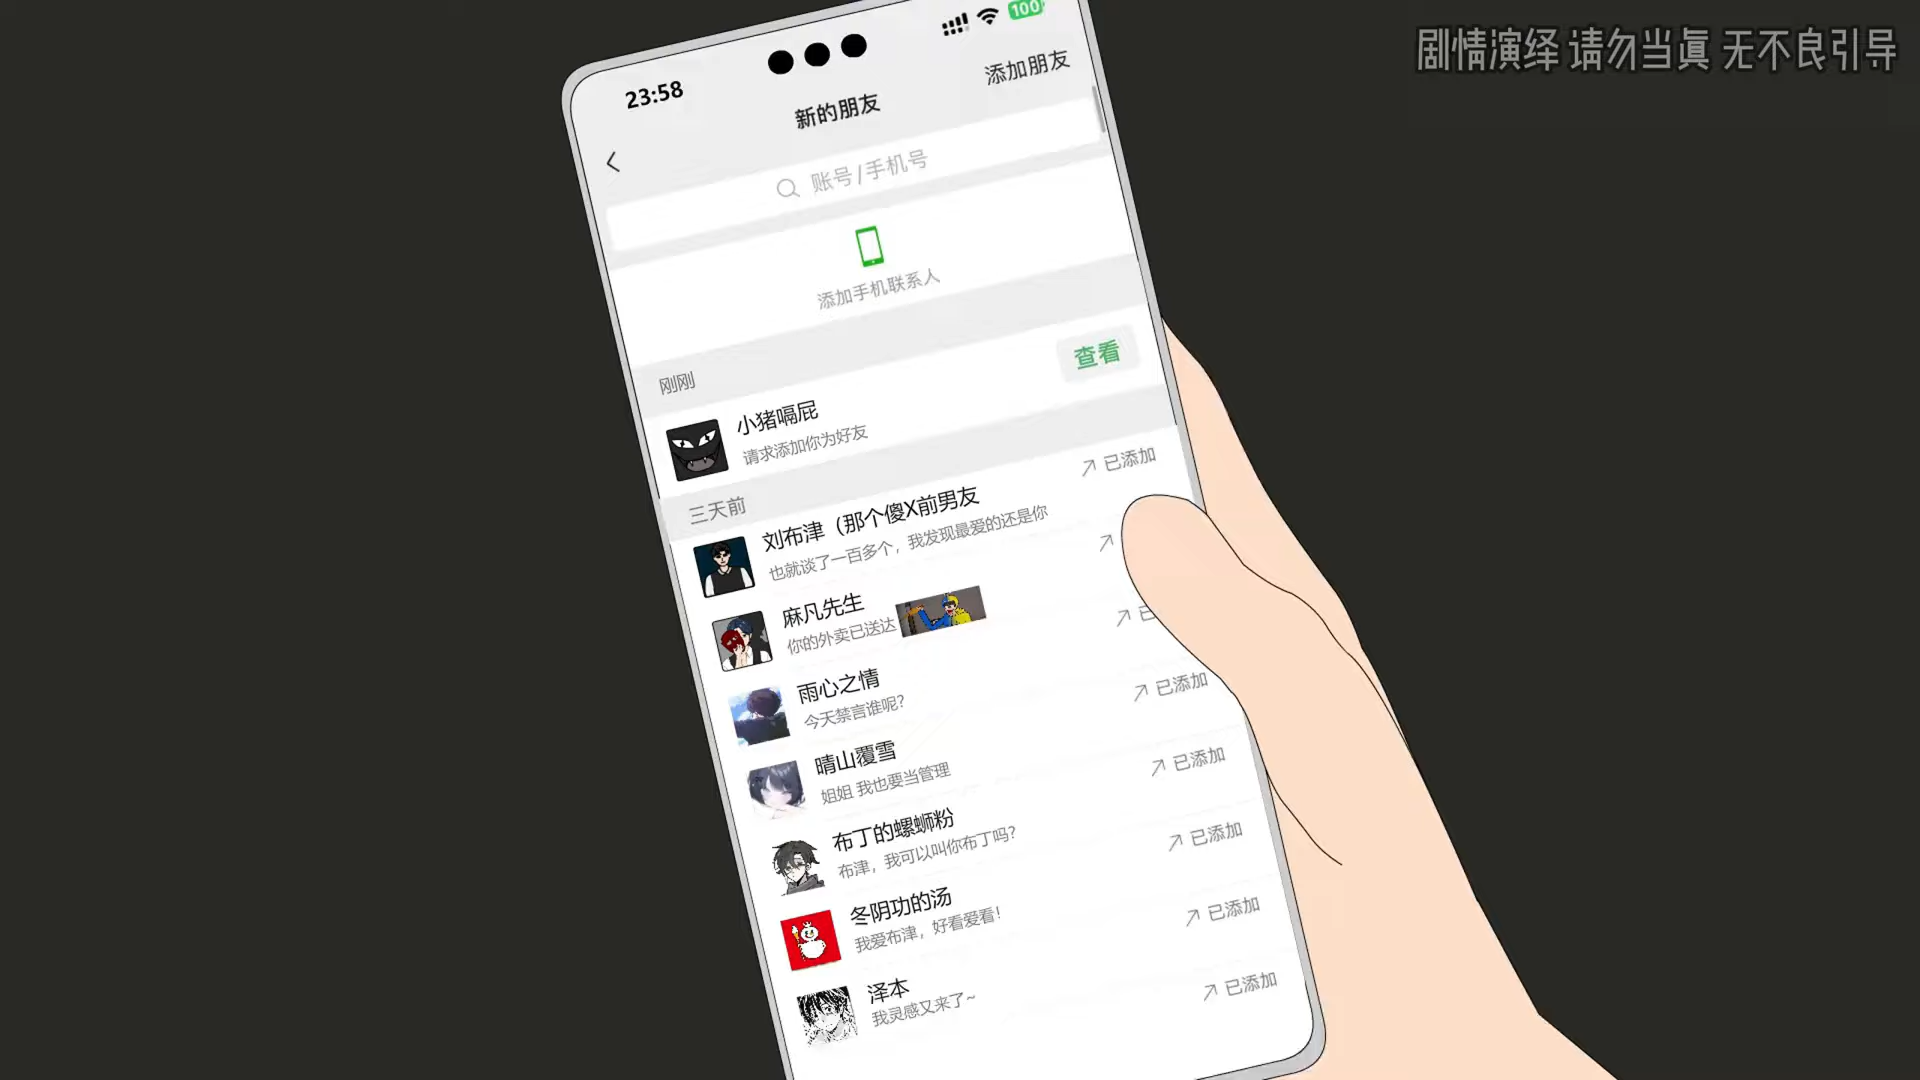 剧情演绎 请勿当真 无不良引导
100
23:58
添加朋友
新的朋友
账号/手机号
添加手机联系人
刚刚
查看
小猪嗝屁
请求添加你为好友
三天前
已添加
刘布津（那个傻X前男友
也就谈了一百多个，我发现最爱的还是你
麻凡先生
你的外卖已送达
已
雨心之情
今天禁言谁呢?
已添加
晴山覆雪
姐姐 我也要当管理
已添加
布丁的螺蛳粉
布津，我可以叫你布丁吗?
已添加
冬阴功的汤
我爱布津，好看爱看！
已添加
泽本
我灵感又来了~
已添加